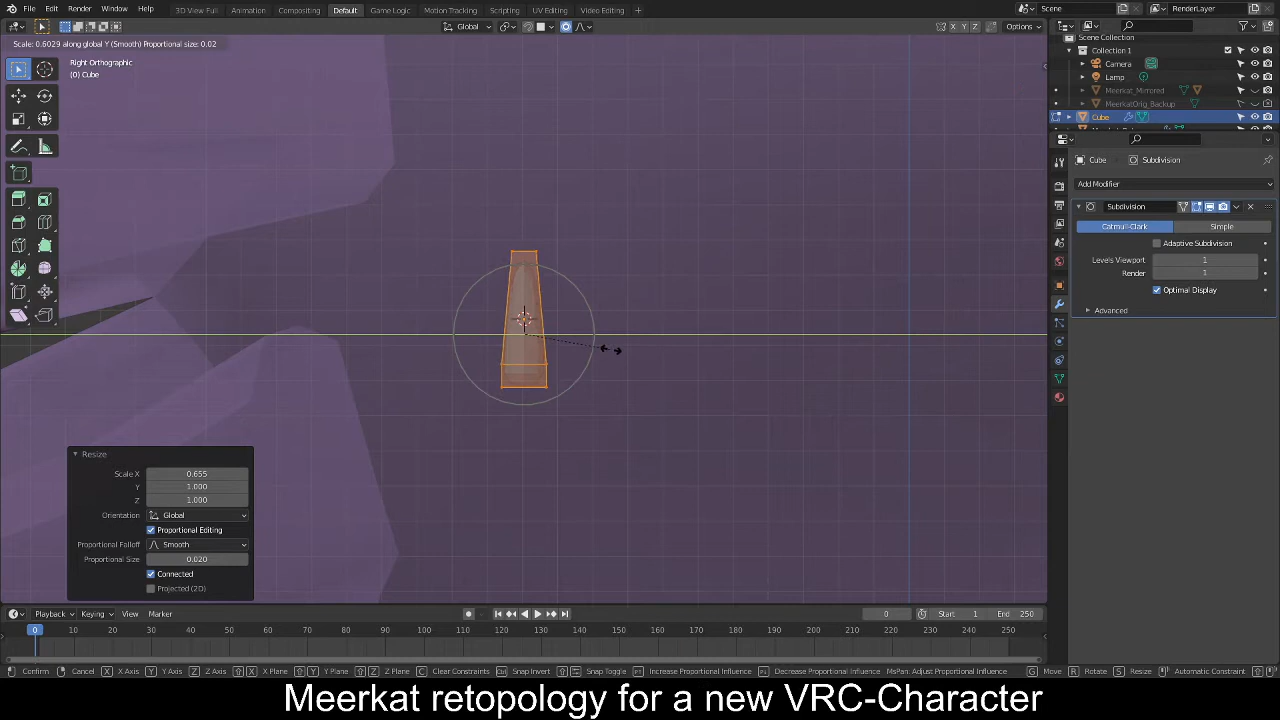 File Edit Render Window Help 3D View Full Animation Compositing Default Game Logic Motion Tracking Scripting UV Editing Video Editing + Scene RenderLayer
Global X Y Z Options
Scale: 0.6029 along global Y (Smooth) Proportional size: 0.02
Right Orthographic
(0) Cube
Scene Collection
Collection 1
Camera
Lamp
Meerkat_Mirrored
MeerkatOrig_Backup
Cube
Cube Subdivision
Add Modifier
Subdivision
Catmull-Clark Simple
Adaptive Subdivision
Levels Viewport 1
Render 1
Optimal Display
Advanced
Resize
Scale X 0.655
Y 1.000
Z 1.000
Orientation Global
Proportional Editing
Proportional Falloff Smooth
Proportional Size 0.020
Connected
Projected (2D)
Playback Keying View Marker 0 Start 1 End 250
0 10 20 30 40 50 60 70 80 90 100 110 120 130 140 150 160 170 180 190 200 210 220 230 240 250
Confirm Cancel X X Axis Y Y Axis Z Z Axis X X Plane Y Y Plane Z Z Plane C Clear Constraints Snap Invert Snap Toggle Increase Proportional Influence Decrease Proportional Influence MsPan: Adjust Proportional Influence G Move R Rotate S Resize Automatic Constraint
Meerkat retopology for a new VRC-Character